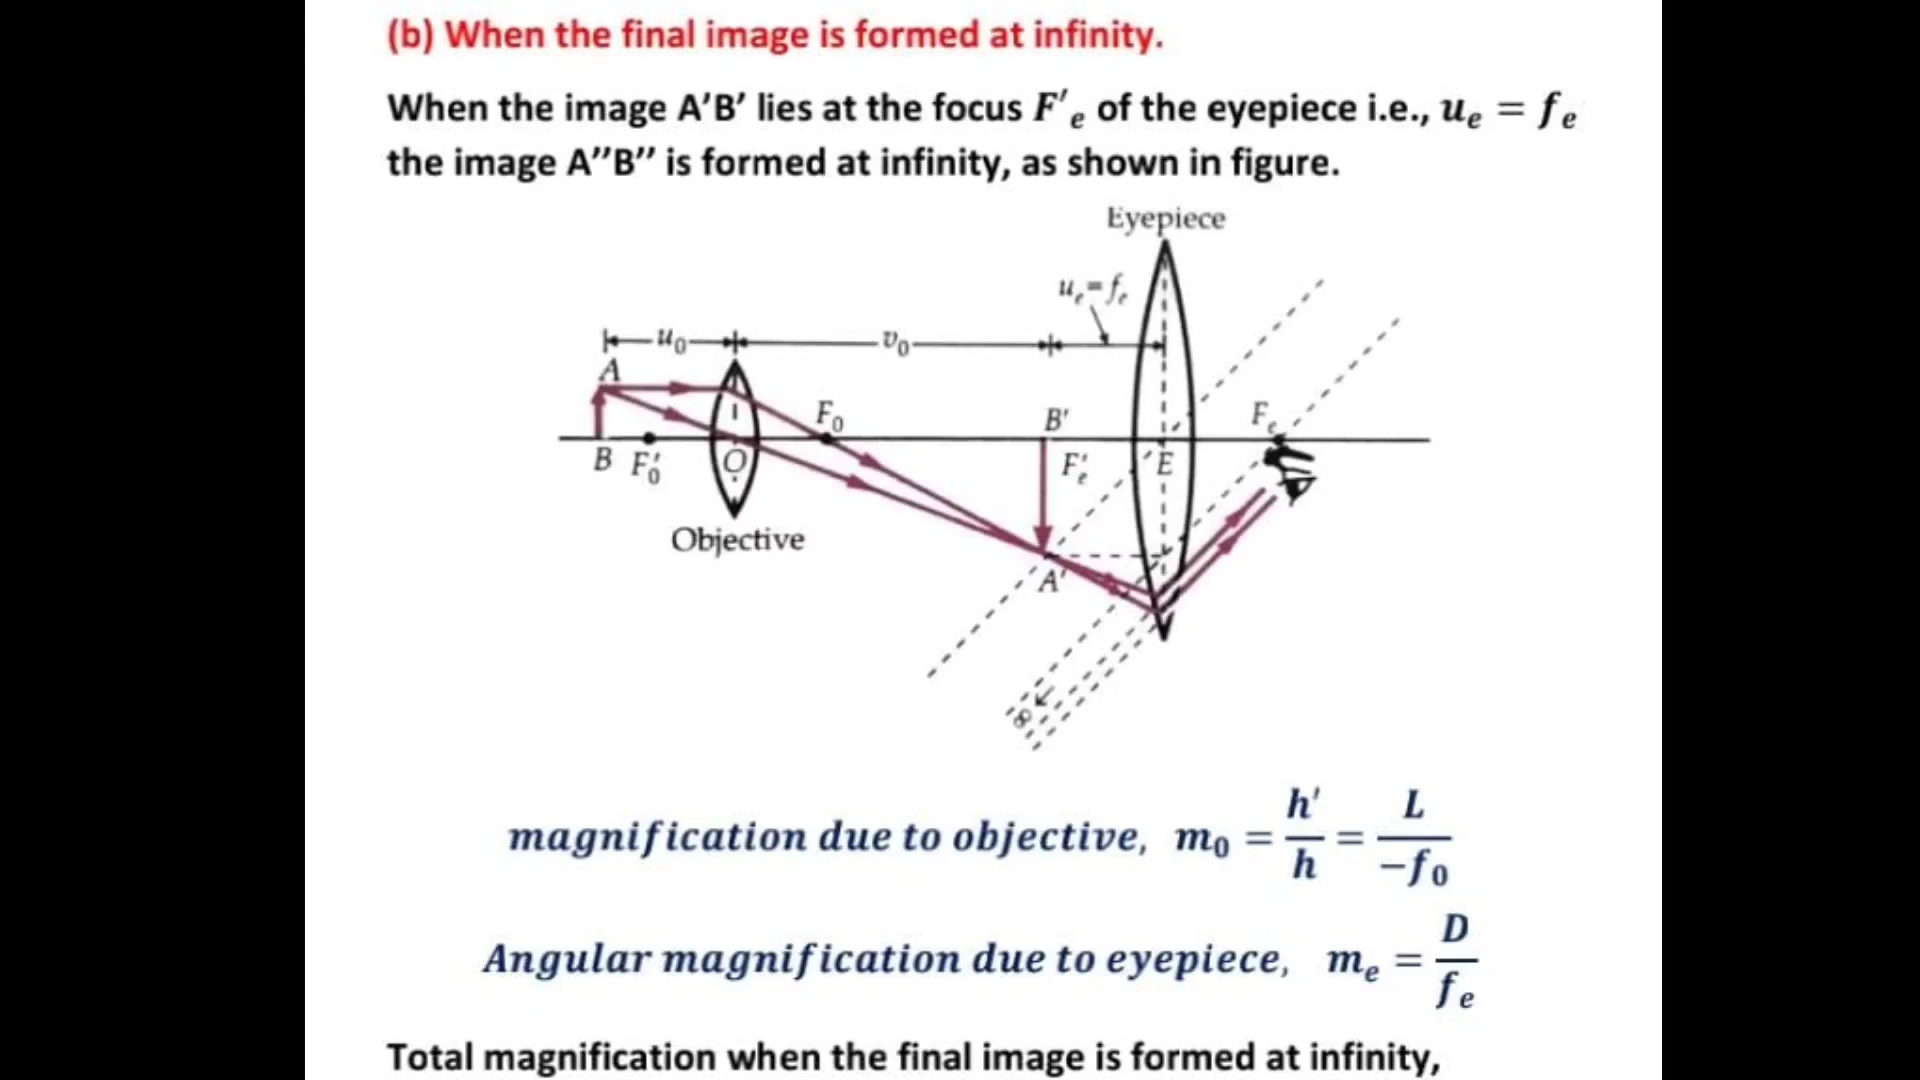 (b) When the final image is formed at infinity.
When the image A′B′ lies at the focus F′e of the eyepiece i.e., ue = fe
the image A′′B′′ is formed at infinity, as shown in figure.
Eyepiece
ue = fe
u0
v0
A
F0
B′
Fe
B
F′0
O
F′e
E
Objective
A′
∞
magnification due to objective, m0 = h′/h = L/−f0
Angular magnification due to eyepiece, me = D/fe
Total magnification when the final image is formed at infinity,